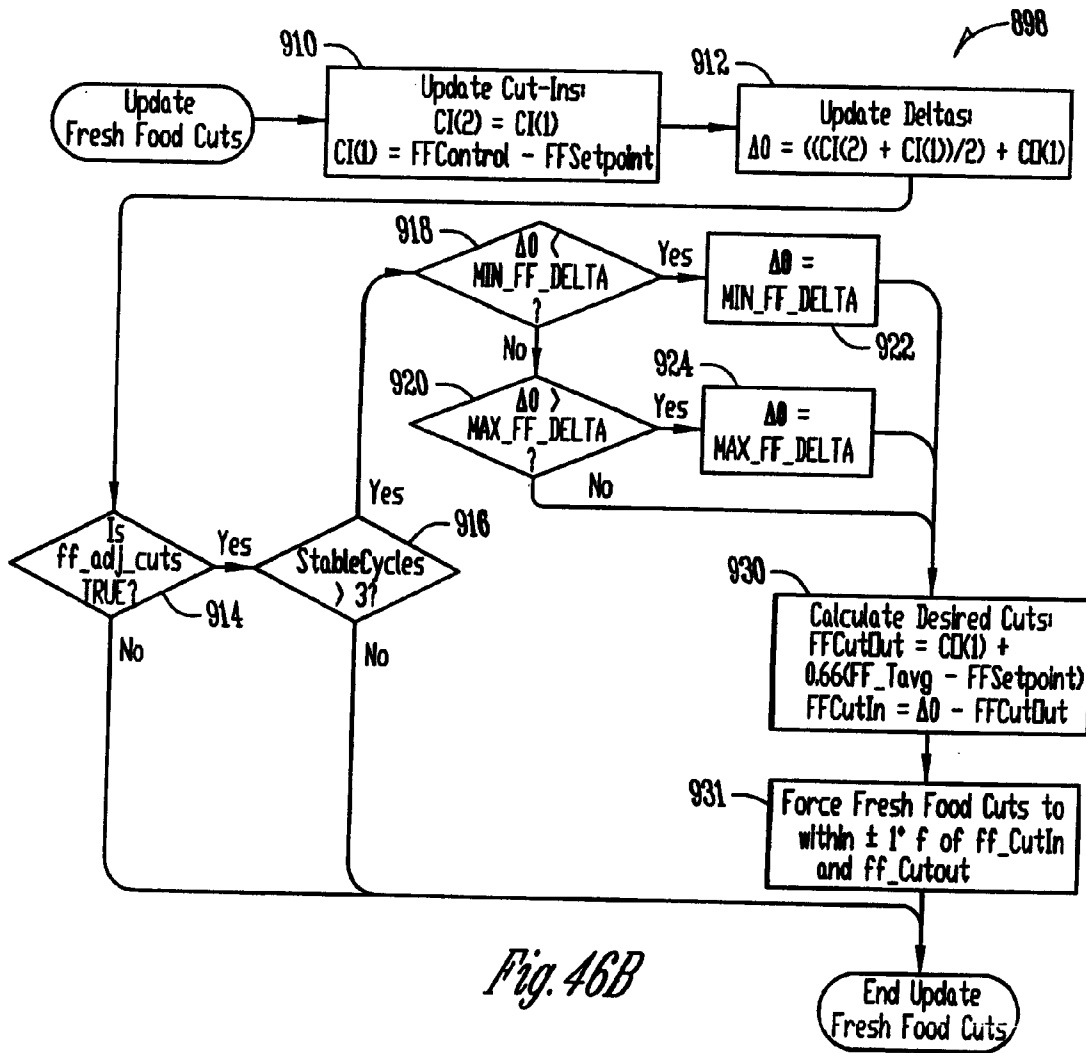 898
910
912
Update
Fresh Food Cuts
Update Cut-Ins:
CI(2) = CI(1)
CI(1) = FFControl - FFSetpoint
Update Deltas:
Δ0 = ((CI(2) + CI(1))/2) + CO(1)
918
Δ0 <
MIN_FF_DELTA
?
Yes
Δ0 =
MIN_FF_DELTA
922
No
920
Δ0 >
MAX_FF_DELTA
?
Yes
924
Δ0 =
MAX_FF_DELTA
No
Is
ff_adj_cuts
TRUE?
914
Yes
No
StableCycles
> 3?
916
Yes
No
930
Calculate Desired Cuts:
FFCutOut = CO(1) +
0.66(FF_Tavg - FFSetpoint)
FFCutIn = Δ0 - FFCutOut
931
Force Fresh Food Cuts to
within ± 1° f of ff_CutIn
and ff_Cutout
End Update
Fresh Food Cuts
Fig. 46B